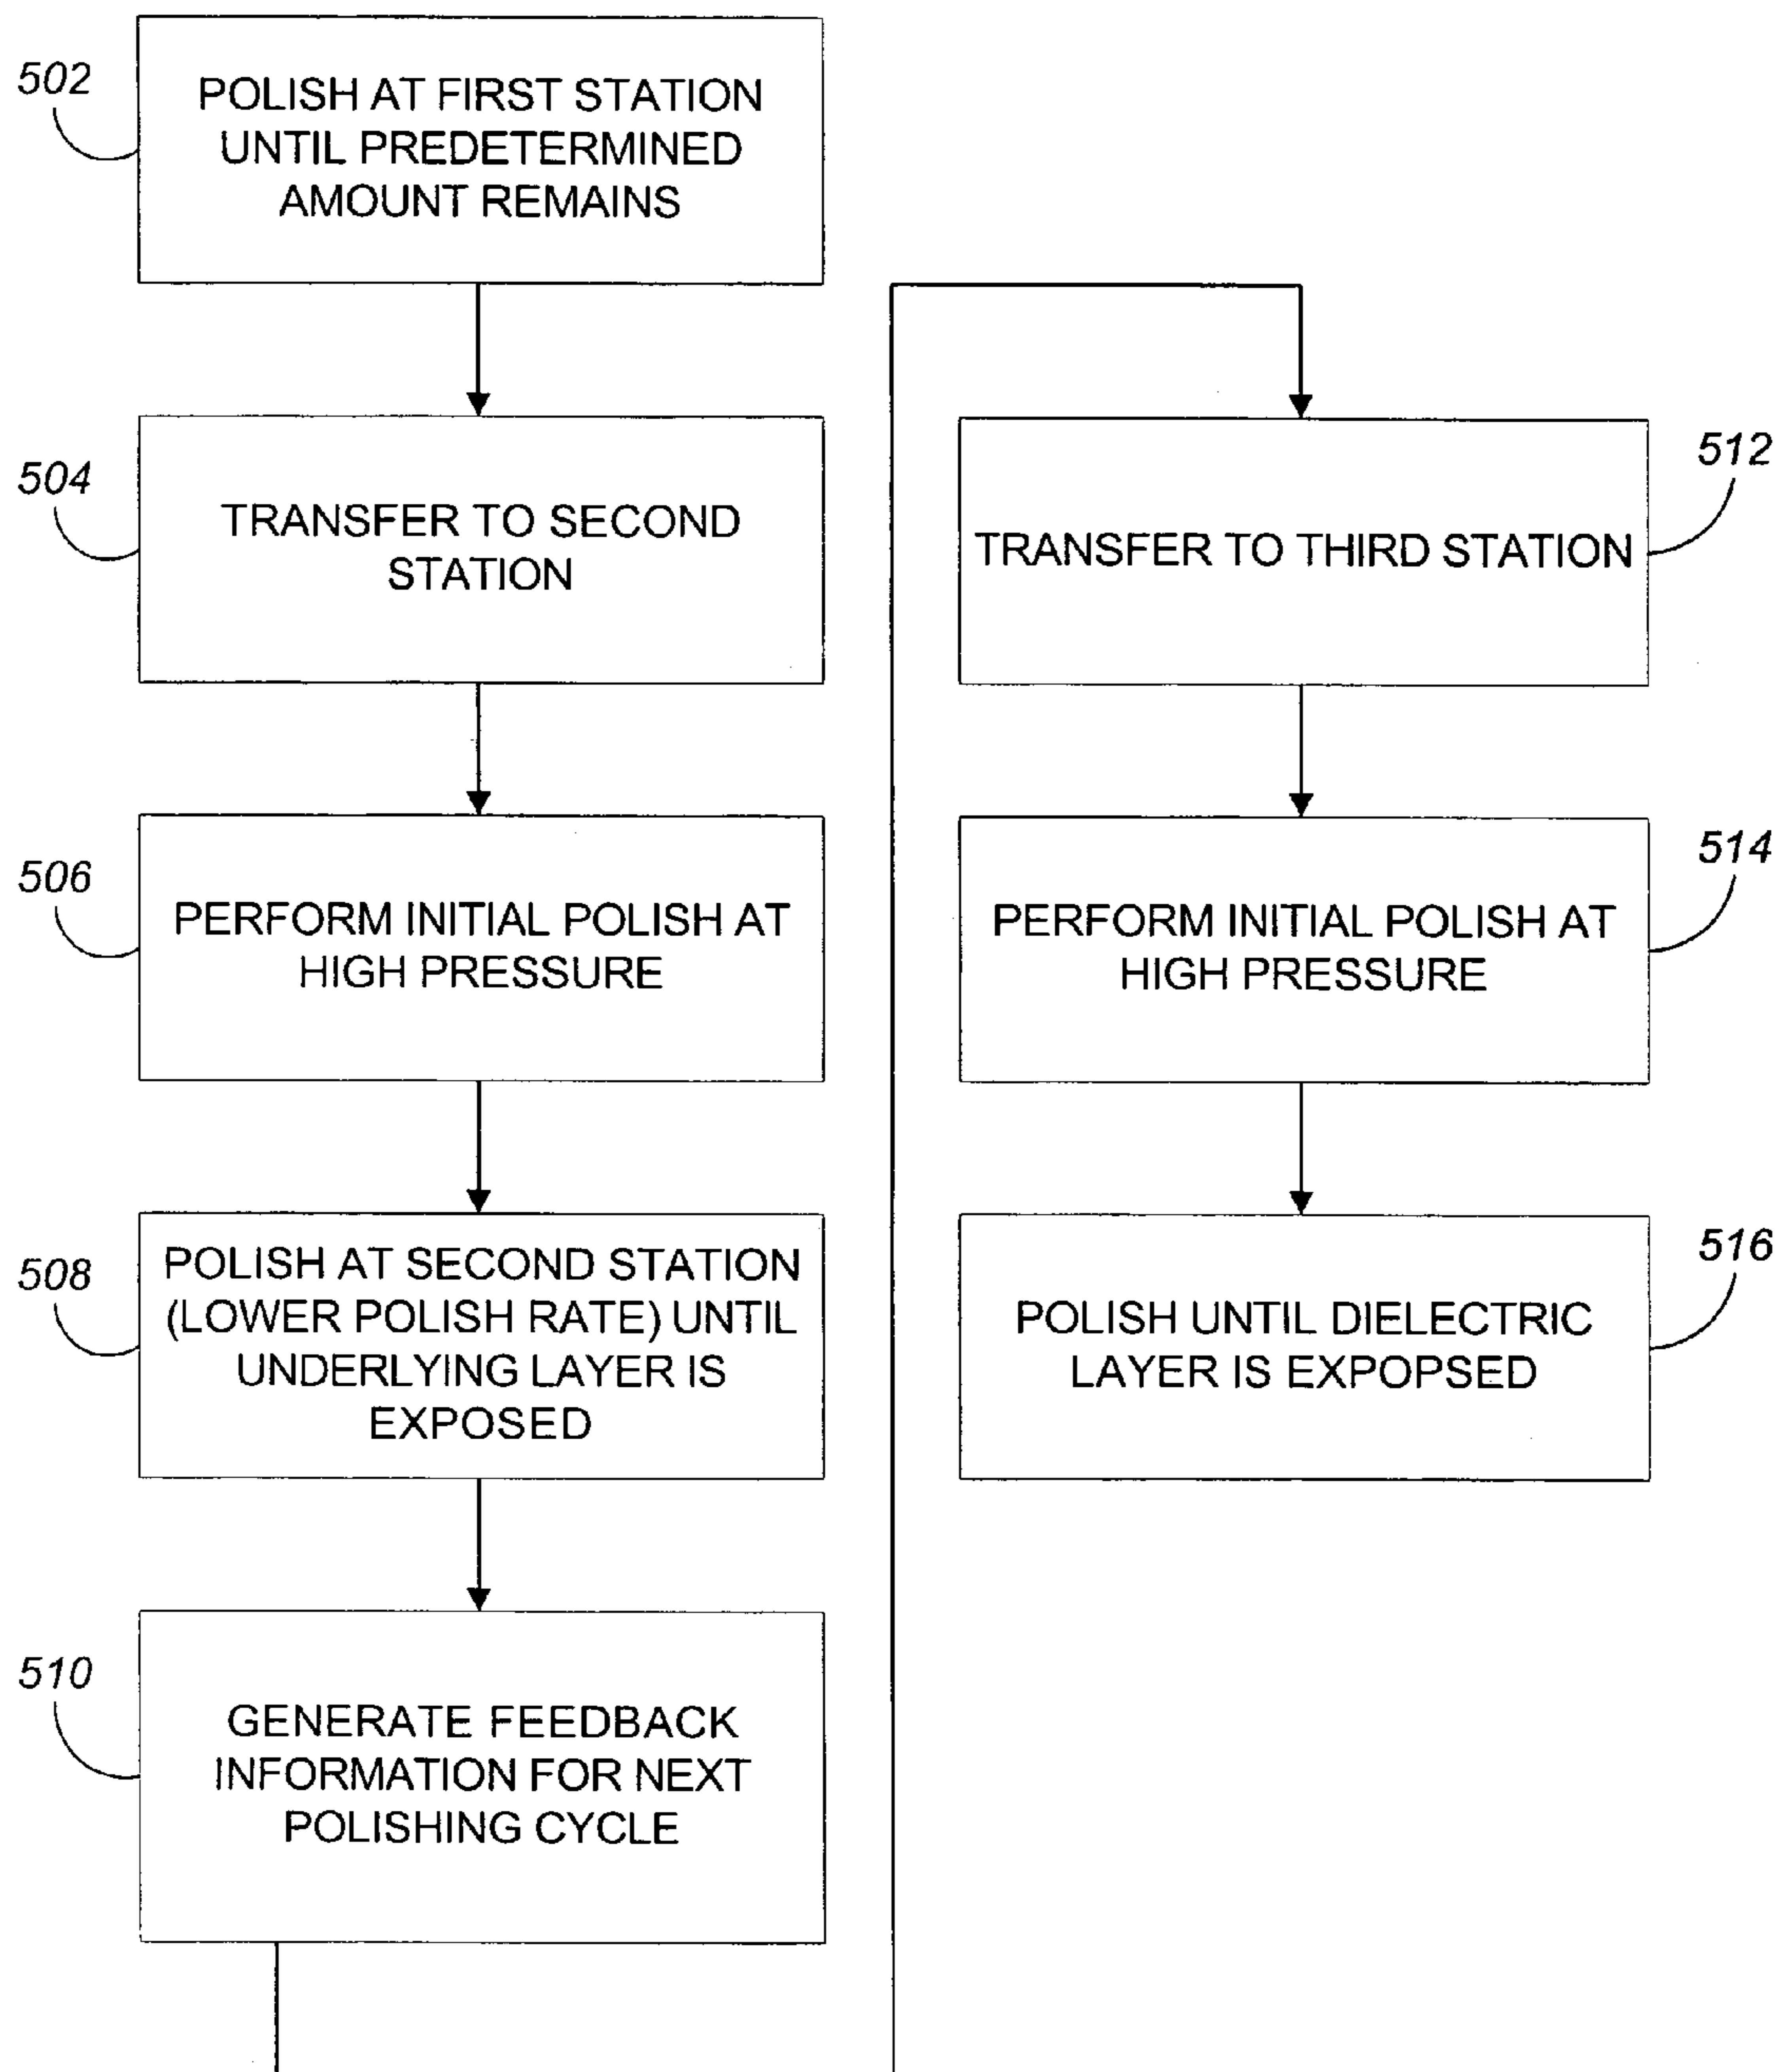 502
POLISH AT FIRST STATION
UNTIL PREDETERMINED
AMOUNT REMAINS
504
TRANSFER TO SECOND
STATION
506
PERFORM INITIAL POLISH AT
HIGH PRESSURE
508
POLISH AT SECOND STATION
(LOWER POLISH RATE) UNTIL
UNDERLYING LAYER IS
EXPOSED
510
GENERATE FEEDBACK
INFORMATION FOR NEXT
POLISHING CYCLE
512
TRANSFER TO THIRD STATION
514
PERFORM INITIAL POLISH AT
HIGH PRESSURE
516
POLISH UNTIL DIELECTRIC
LAYER IS EXPOPSED